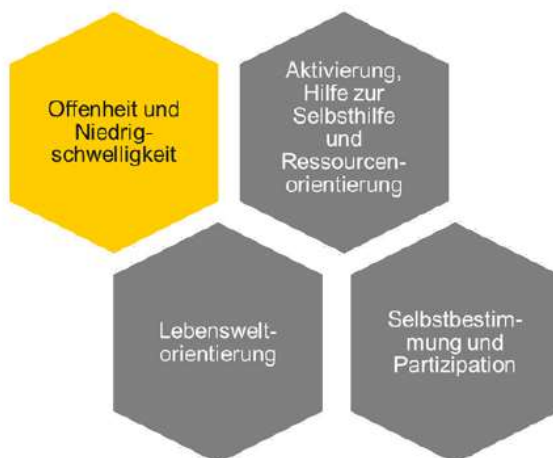 Offenheit und
Niedrig-
schwelligkeit
Aktivierung,
Hilfe zur
Selbsthilfe
und
Ressourcen-
orientierung
Lebenswelt-
orientierung
Selbstbestim-
mung und
Partizipation